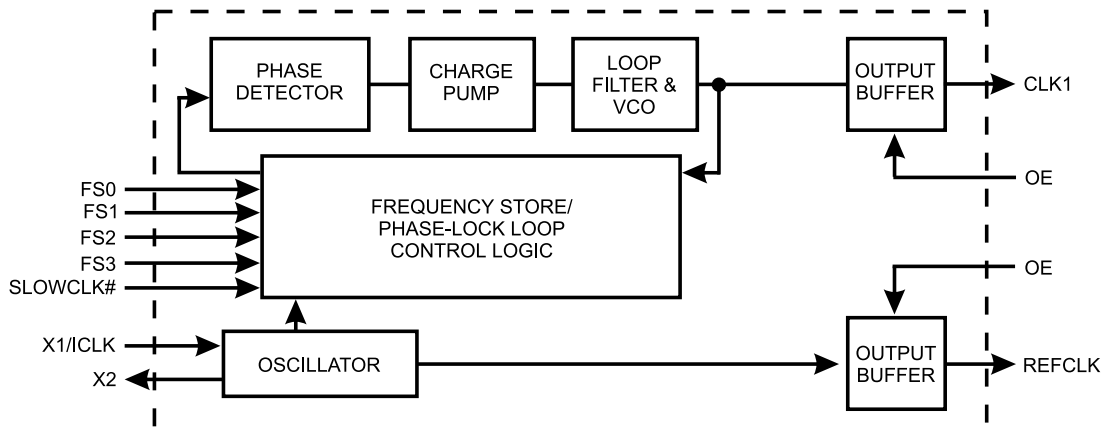 PHASE
DETECTOR
CHARGE
PUMP
LOOP
FILTER &
VCO
OUTPUT
BUFFER
CLK1
OE
FS0
FS1
FS2
FS3
SLOWCLK#
FREQUENCY STORE/
PHASE-LOCK LOOP
CONTROL LOGIC
OE
X1/ICLK
X2
OSCILLATOR
OUTPUT
BUFFER
REFCLK